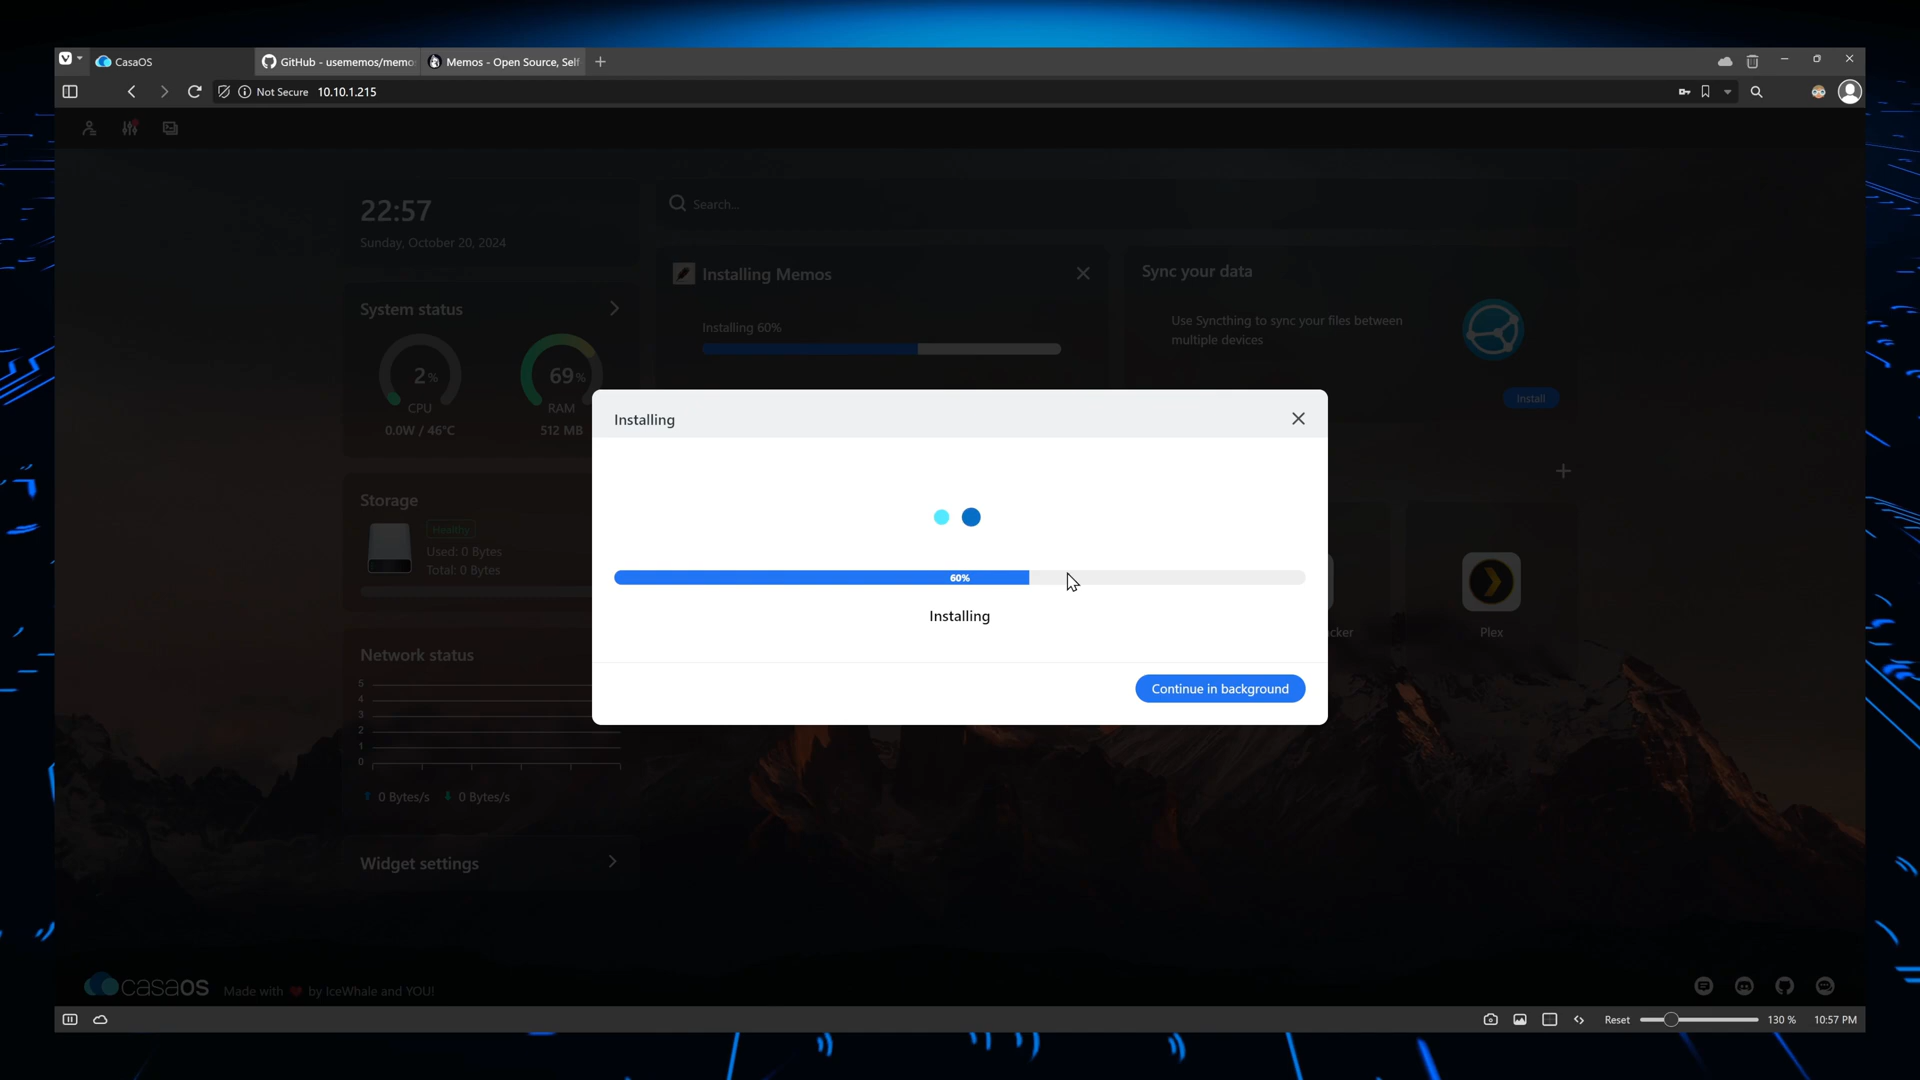 CasaOS
GitHub - usememos/memo
Memos - Open Source, Self
Not Secure 10.10.1.215
22:57
Sunday, October 20, 2024
Search...
System status
2%
CPU
0.0W / 46°C
69%
RAM
512 MB
Installing Memos
Installing 60%
Sync your data
Use Syncthing to sync your files between
multiple devices
Install
Installing
60%
Installing
Continue in background
Storage
Healthy
Used: 0 Bytes
Total: 0 Bytes
cker
Plex
Network status
5
4
3
2
1
0
0 Bytes/s
0 Bytes/s
Widget settings
casaos Made with ❤ by IceWhale and YOU!
Reset
130 %
10:57 PM